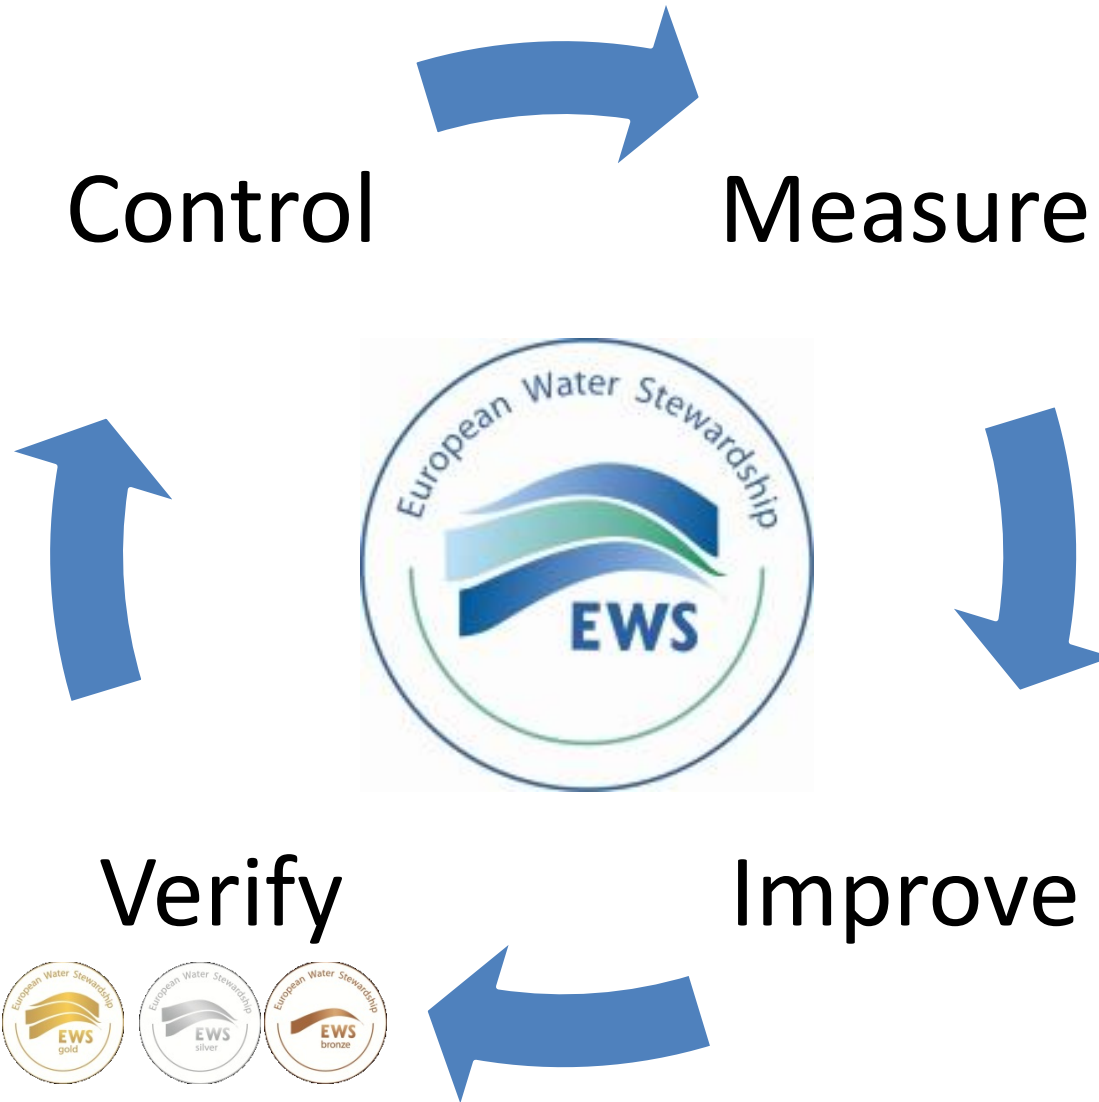 Control
Measure
European Water Stewardship
EWS
Verify
Improve
European Water Stewardship
EWS
gold
European Water Stewardship
EWS
silver
European Water Stewardship
EWS
bronze